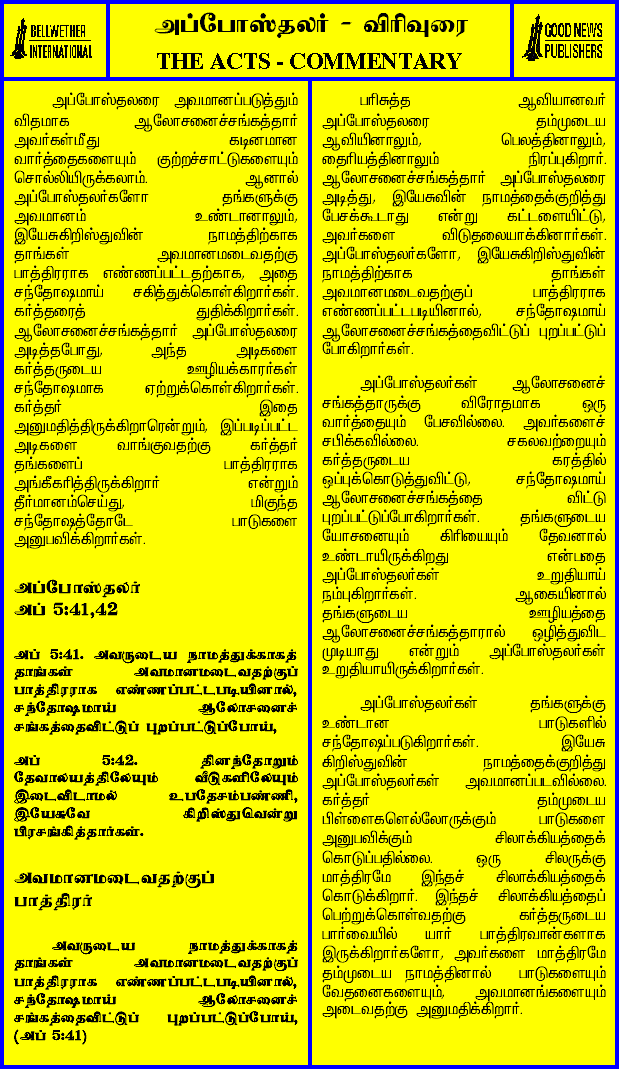 BELLWETHER
INTERNATIONAL
அப்போஸ்தலர் - விரிவுரை
THE ACTS - COMMENTARY
GOOD NEWS
PUBLISHERS
அப்போஸ்தலரை அவமானப்படுத்தும்
விதமாக ஆலோசனைச்சங்கத்தார்
அவர்கள்மீது கடினமான
வார்த்தைகளையும் குற்றச்சாட்டுகளையும்
சொல்லியிருக்கலாம். ஆனால்
அப்போஸ்தலர்களோ தங்களுக்கு
அவமானம் உண்டானாலும்,
இயேசுகிறிஸ்துவின் நாமத்திற்காக
தாங்கள் அவமானமடைவதற்கு
பாத்திரராக எண்ணப்பட்டதற்காக, அதை
சந்தோஷமாய் சகித்துக்கொள்கிறார்கள்.
கர்த்தரைத் துதிக்கிறார்கள்.
ஆலோசனைச்சங்கத்தார் அப்போஸ்தலரை
அடித்தபோது, அந்த அடிகளை
கர்த்தருடைய ஊழியக்காரர்கள்
சந்தோஷமாக ஏற்றுக்கொள்கிறார்கள்.
கர்த்தர் இதை
அனுமதித்திருக்கிறாரென்றும், இப்படிப்பட்ட
அடிகளை வாங்குவதற்கு கர்த்தர்
தங்களைப் பாத்திரராக
அங்கீகரித்திருக்கிறார் என்றும்
தீர்மானம்செய்து, மிகுந்த
சந்தோஷத்தோடே பாடுகளை
அனுபவிக்கிறார்கள்.
அப்போஸ்தலர்
அப் 5:41,42
அப் 5:41. அவருடைய நாமத்துக்காகத்
தாங்கள் அவமானமடைவதற்குப்
பாத்திரராக எண்ணப்பட்டபடியினால்,
சந்தோஷமாய் ஆலோசனைச்
சங்கத்தைவிட்டுப் புறப்பட்டுப்போய்,
அப் 5:42. தினந்தோறும்
தேவாலயத்திலேயும் வீடுகளிலேயும்
இடைவிடாமல் உபதேசம்பண்ணி,
இயேசுவே கிறிஸ்துவென்று
பிரசங்கித்தார்கள்.
அவமானமடைவதற்குப்
பாத்திரர்
அவருடைய நாமத்துக்காகத்
தாங்கள் அவமானமடைவதற்குப்
பாத்திரராக எண்ணப்பட்டபடியினால்,
சந்தோஷமாய் ஆலோசனைச்
சங்கத்தைவிட்டுப் புறப்பட்டுப்போய்,
(அப் 5:41)
பரிசுத்த ஆவியானவர்
அப்போஸ்தலரை தம்முடைய
ஆவியினாலும், பெலத்தினாலும்,
தைரியத்தினாலும் நிரப்புகிறார்.
ஆலோசனைச்சங்கத்தார் அப்போஸ்தலரை
அடித்து, இயேசுவின் நாமத்தைக்குறித்து
பேசக்கூடாது என்று கட்டளையிட்டு,
அவர்களை விடுதலையாக்கினார்கள்.
அப்போஸ்தலர்களோ, இயேசுகிறிஸ்துவின்
நாமத்திற்காக தாங்கள்
அவமானமடைவதற்குப் பாத்திரராக
எண்ணப்பட்டபடியினால், சந்தோஷமாய்
ஆலோசனைச்சங்கத்தைவிட்டுப் புறப்பட்டுப்
போகிறார்கள்.
அப்போஸ்தலர்கள் ஆலோசனைச்
சங்கத்தாருக்கு விரோதமாக ஒரு
வார்த்தையும் பேசவில்லை. அவர்களைச்
சபிக்கவில்லை. சகலவற்றையும்
கர்த்தருடைய கரத்தில்
ஒப்புக்கொடுத்துவிட்டு, சந்தோஷமாய்
ஆலோசனைச்சங்கத்தை விட்டு
புறப்பட்டுப்போகிறார்கள். தங்களுடைய
யோசனையும் கிரியையும் தேவனால்
உண்டாயிருக்கிறது என்பதை
அப்போஸ்தலர்கள் உறுதியாய்
நம்புகிறார்கள். ஆகையினால்
தங்களுடைய ஊழியத்தை
ஆலோசனைச்சங்கத்தாரால் ஒழித்துவிட
முடியாது என்றும் அப்போஸ்தலர்கள்
உறுதியாயிருக்கிறார்கள்.
அப்போஸ்தலர்கள் தங்களுக்கு
உண்டான பாடுகளில்
சந்தோஷப்படுகிறார்கள். இயேசு
கிறிஸ்துவின் நாமத்தைக்குறித்து
அப்போஸ்தலர்கள் அவமானப்படவில்லை.
கர்த்தர் தம்முடைய
பிள்ளைகளெல்லோருக்கும் பாடுகளை
அனுபவிக்கும் சிலாக்கியத்தைக்
கொடுப்பதில்லை. ஒரு சிலருக்கு
மாத்திரமே இந்தச் சிலாக்கியத்தைக்
கொடுக்கிறார். இந்தச் சிலாக்கியத்தைப்
பெற்றுக்கொள்வதற்கு கர்த்தருடைய
பார்வையில் யார் பாத்திரவான்களாக
இருக்கிறார்களோ, அவர்களை மாத்திரமே
தம்முடைய நாமத்தினால் பாடுகளையும்
வேதனைகளையும், அவமானங்களையும்
அடைவதற்கு அனுமதிக்கிறார்.